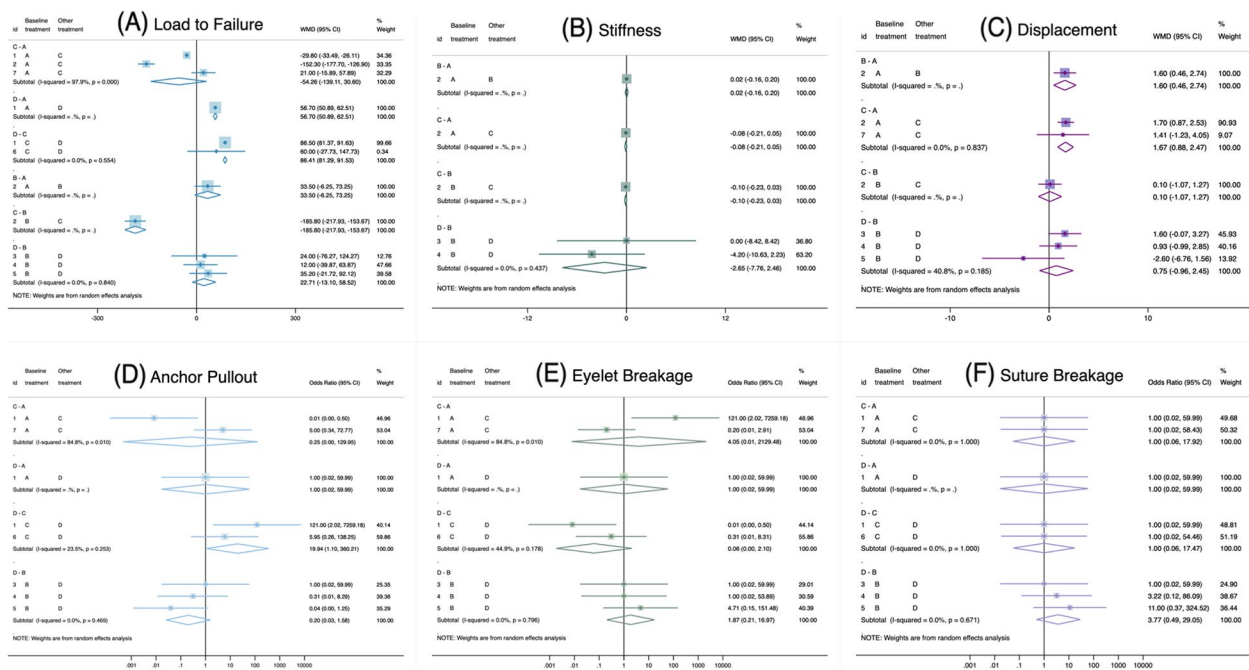 (A) Load to Failure
Baseline Other %
id treatment treatment WMD (95% CI) Weight
C - A
1 A C -29.80 (-33.49, -26.11) 34.36
2 A C -152.30 (-177.70, -126.90) 33.35
7 A C 21.00 (-15.89, 57.89) 32.29
Subtotal (I-squared = 97.9%, p = 0.000) -54.26 (-139.11, 30.60) 100.00
.
D - A
1 A D 56.70 (50.89, 62.51) 100.00
Subtotal (I-squared = .%, p = .) 56.70 (50.89, 62.51) 100.00
.
D - C
1 C D 86.50 (81.37, 91.63) 99.66
6 C D 60.00 (-27.73, 147.73) 0.34
Subtotal (I-squared = 0.0%, p = 0.554) 86.41 (81.29, 91.53) 100.00
.
B - A
2 A B 33.50 (-6.25, 73.25) 100.00
Subtotal (I-squared = .%, p = .) 33.50 (-6.25, 73.25) 100.00
.
C - B
2 B C -185.80 (-217.93, -153.67) 100.00
Subtotal (I-squared = .%, p = .) -185.80 (-217.93, -153.67) 100.00
.
D - B
3 B D 24.00 (-76.27, 124.27) 12.76
4 B D 12.00 (-39.87, 63.87) 47.66
5 B D 35.20 (-21.72, 92.12) 39.58
Subtotal (I-squared = 0.0%, p = 0.840) 22.71 (-13.10, 58.52) 100.00
NOTE: Weights are from random effects analysis
-300 0 300
(B) Stiffness
Baseline Other %
id treatment treatment WMD (95% CI) Weight
B - A
2 A B 0.02 (-0.16, 0.20) 100.00
Subtotal (I-squared = .%, p = .) 0.02 (-0.16, 0.20) 100.00
.
C - A
2 A C -0.08 (-0.21, 0.05) 100.00
Subtotal (I-squared = .%, p = .) -0.08 (-0.21, 0.05) 100.00
.
C - B
2 B C -0.10 (-0.23, 0.03) 100.00
Subtotal (I-squared = .%, p = .) -0.10 (-0.23, 0.03) 100.00
.
D - B
3 B D 0.00 (-8.42, 8.42) 36.80
4 B D -4.20 (-10.63, 2.23) 63.20
Subtotal (I-squared = 0.0%, p = 0.437) -2.65 (-7.76, 2.46) 100.00
NOTE: Weights are from random effects analysis
-12 0 12
(C) Displacement
Baseline Other %
id treatment treatment WMD (95% CI) Weight
B - A
2 A B 1.60 (0.46, 2.74) 100.00
Subtotal (I-squared = .%, p = .) 1.60 (0.46, 2.74) 100.00
.
C - A
2 A C 1.70 (0.87, 2.53) 90.93
7 A C 1.41 (-1.23, 4.05) 9.07
Subtotal (I-squared = 0.0%, p = 0.837) 1.67 (0.88, 2.47) 100.00
.
C - B
2 B C 0.10 (-1.07, 1.27) 100.00
Subtotal (I-squared = .%, p = .) 0.10 (-1.07, 1.27) 100.00
.
D - B
3 B D 1.60 (-0.07, 3.27) 45.93
4 B D 0.93 (-0.99, 2.85) 40.16
5 B D -2.60 (-6.76, 1.56) 13.92
Subtotal (I-squared = 40.8%, p = 0.185) 0.75 (-0.96, 2.45) 100.00
NOTE: Weights are from random effects analysis
-10 0 10
(D) Anchor Pullout
Baseline Other %
id treatment treatment Odds Ratio (95% CI) Weight
C - A
1 A C 0.01 (0.00, 0.50) 46.96
7 A C 5.00 (0.34, 72.77) 53.04
Subtotal (I-squared = 84.8%, p = 0.010) 0.25 (0.00, 129.95) 100.00
.
D - A
1 A D 1.00 (0.02, 59.99) 100.00
Subtotal (I-squared = .%, p = .) 1.00 (0.02, 59.99) 100.00
.
D - C
1 C D 121.00 (2.02, 7259.18) 40.14
6 C D 5.95 (0.26, 138.25) 59.86
Subtotal (I-squared = 23.5%, p = 0.253) 19.94 (1.10, 360.21) 100.00
.
D - B
3 B D 1.00 (0.02, 59.99) 25.35
4 B D 0.31 (0.01, 8.29) 39.36
5 B D 0.04 (0.00, 1.25) 35.29
Subtotal (I-squared = 0.0%, p = 0.469) 0.20 (0.03, 1.58) 100.00
NOTE: Weights are from random effects analysis
.001 .01 .1 1 10 100 10000
(E) Eyelet Breakage
Baseline Other %
id treatment treatment Odds Ratio (95% CI) Weight
C - A
1 A C 121.00 (2.02, 7259.18) 46.96
7 A C 0.20 (0.01, 2.91) 53.04
Subtotal (I-squared = 84.8%, p = 0.010) 4.05 (0.01, 2129.48) 100.00
.
D - A
1 A D 1.00 (0.02, 59.99) 100.00
Subtotal (I-squared = .%, p = .) 1.00 (0.02, 59.99) 100.00
.
D - C
1 C D 0.01 (0.00, 0.50) 44.14
6 C D 0.31 (0.01, 8.31) 55.86
Subtotal (I-squared = 44.9%, p = 0.178) 0.06 (0.00, 2.10) 100.00
.
D - B
3 B D 1.00 (0.02, 59.99) 29.01
4 B D 1.00 (0.02, 53.89) 30.59
5 B D 4.71 (0.15, 151.48) 40.39
Subtotal (I-squared = 0.0%, p = 0.796) 1.87 (0.21, 16.97) 100.00
NOTE: Weights are from random effects analysis
.001 .01 .1 1 10 100 10000
(F) Suture Breakage
Baseline Other %
id treatment treatment Odds Ratio (95% CI) Weight
C - A
1 A C 1.00 (0.02, 59.99) 49.68
7 A C 1.00 (0.02, 58.43) 50.32
Subtotal (I-squared = 0.0%, p = 1.000) 1.00 (0.06, 17.92) 100.00
.
D - A
1 A D 1.00 (0.02, 59.99) 100.00
Subtotal (I-squared = .%, p = .) 1.00 (0.02, 59.99) 100.00
.
D - C
1 C D 1.00 (0.02, 59.99) 48.81
6 C D 1.00 (0.02, 54.46) 51.19
Subtotal (I-squared = 0.0%, p = 1.000) 1.00 (0.06, 17.47) 100.00
.
D - B
3 B D 1.00 (0.02, 59.99) 24.90
4 B D 3.22 (0.12, 86.09) 38.67
5 B D 11.00 (0.37, 324.52) 36.44
Subtotal (I-squared = 0.0%, p = 0.671) 3.77 (0.49, 29.05) 100.00
NOTE: Weights are from random effects analysis
.001 .01 .1 1 10 100 10000